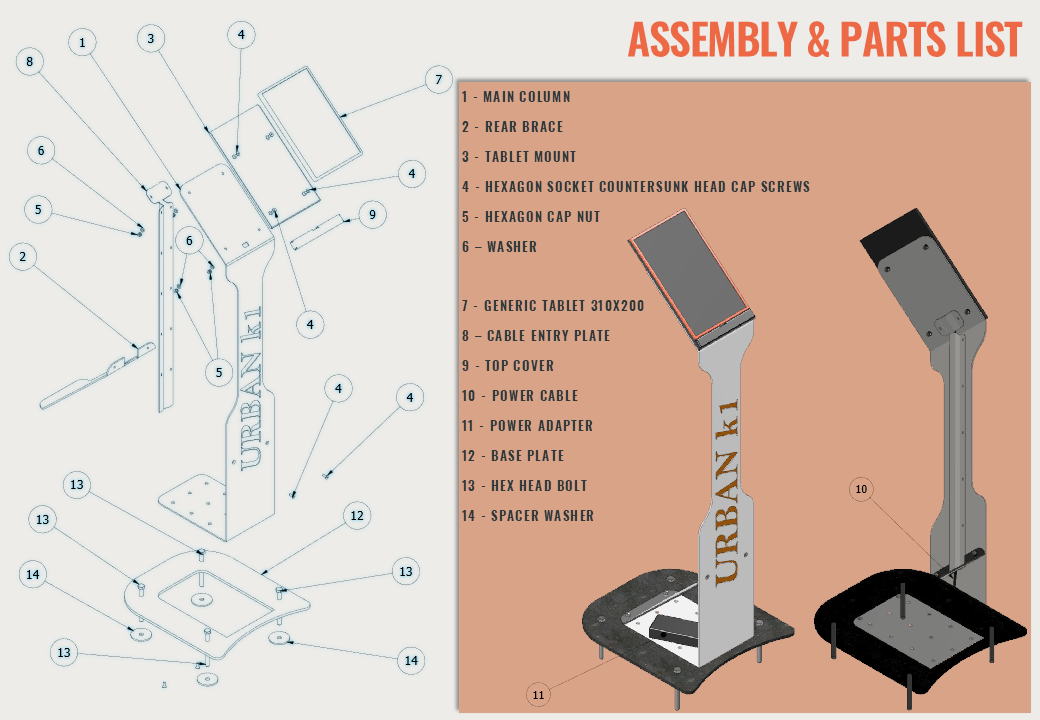 ASSEMBLY & PARTS LIST
1 - MAIN COLUMN
2 - REAR BRACE
3 - TABLET MOUNT
4 - HEXAGON SOCKET COUNTERSUNK HEAD CAP SCREWS
5 - HEXAGON CAP NUT
6 – WASHER
7 - GENERIC TABLET 310X200
8 – CABLE ENTRY PLATE
9 - TOP COVER
10 - POWER CABLE
11 - POWER ADAPTER
12 - BASE PLATE
13 - HEX HEAD BOLT
14 - SPACER WASHER
8
1
3
4
7
6
4
5
9
6
2
4
5
4
4
13
13
12
14
13
13
14
URBAN k1
URBAN k1
10
11